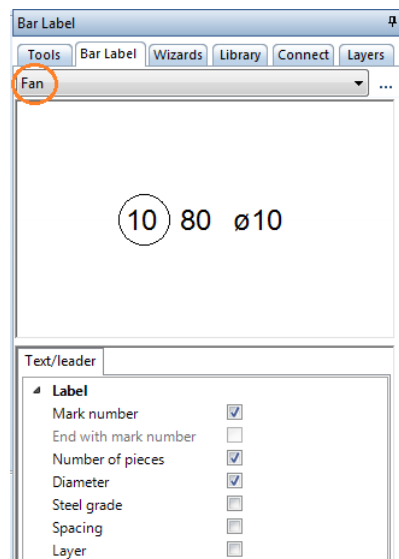 Bar Label
Tools Bar Label Wizards Library Connect Layers
Fan ...
10 80 ø10
Text/leader
Label
Mark number
End with mark number
Number of pieces
Diameter
Steel grade
Spacing
Layer